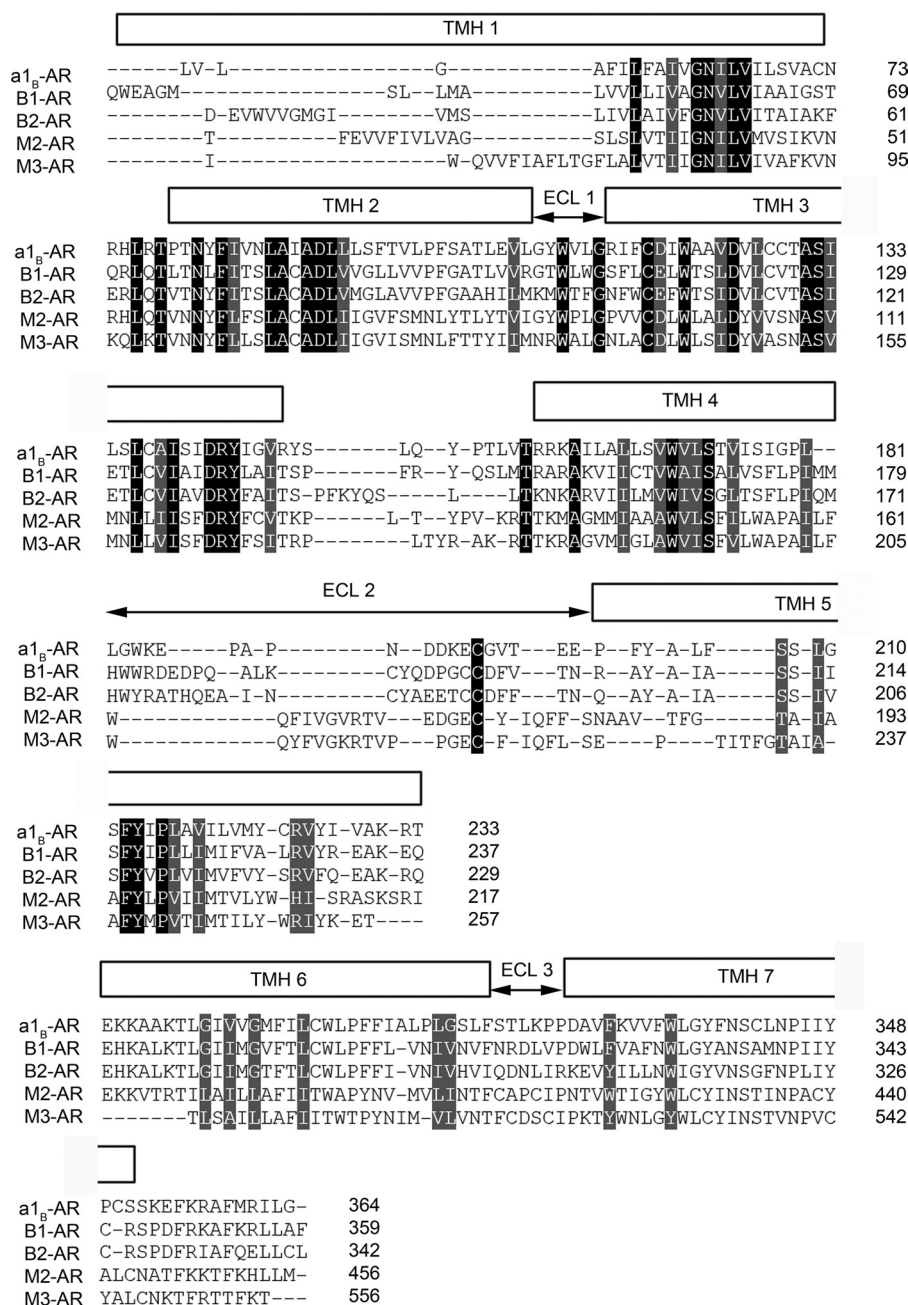 TMH 1
a1B-AR ------LV-L-----------------G------------AFILFAIVGNILVILSVACN 73
B1-AR QWEAGM-----------------SL--LMA---------LVVLLIVAGNVLVIAAIGST 69
B2-AR --------D-EVWVVGMGI-------VMS----------LIVLAIVFGNVLVITAIAKF 61
M2-AR --------T----------FEVVFIVLVAG---------SLSLVTIIGNILVMVSIKVN 51
M3-AR --------I-------------------W-QVVFIAFLTGFLALVTIIGNILVIVAFKVN 95
TMH 2 ECL 1 TMH 3
a1B-AR RHLRTPTNYFIVNLAIADLLLSFTVLPFSATLEVLGYWVLGRIFCDIWAAVDVLCCTASI 133
B1-AR QRLQTLTNLFITSLACADLVVGLLVVPFGATLVVRGTWLWGSFLCELWTSLDVLCVTASI 129
B2-AR ERLQTVTNYFITSLACADLVMGLAVVPFGAAHILMKMWTFGNFWCEFWTSIDVLCVTASI 121
M2-AR RHLQTVNNYFLFSLACADLIIGVFSMNLYTLYTVIGYWPLGPVVCDLWLALDYVVSNASV 111
M3-AR KQLKTVNNYFLLSLACADLIIGVISMNLFTTYIIMNRWALGNLACDLWLSIDYVASNASV 155
TMH 4
a1B-AR LSLCAISIDRYIGVRYS-------LQ--Y-PTLVTRRKAILALLSVWVLSTVISIGPL-- 181
B1-AR ETLCVIAIDRYLAITSP-------FR--Y-QSLMTRARAKVIICTVWAISALVSFLPIMM 179
B2-AR ETLCVIAVDRYFAITS-PFKYQS-----L----LTKNKARVIILMVWIVSGLTSFLPIQM 171
M2-AR MNLLIISFDRYFCVTKP------L-T--YPV-KRTTKMAGMMIAAAWVLSFILWAPAILF 161
M3-AR MNLLVISFDRYFSITRP------LTYR-AK-RTTKRAGVMIGLAWVISFVLWAPAILF 205
ECL 2 TMH 5
a1B-AR LGWKE-----PA-P---------N--DDKECGVT---EE-P--FY-A-LF-----SS-LG 210
B1-AR HWWRDEDPQ--ALK---------CYQDPGCCDFV---TN-R--AY-A-IA-----SS-II 214
B2-AR HWYRATHQEA-I-N---------CYAEETCCDFF---TN-Q--AY-A-IA-----SS-IV 206
M2-AR W-------------QFIVGVRTV---EDGEC-Y-IQFF-SNAAV--TFG------TA-IA 193
M3-AR W-------------QYFVGKRTVP---PGEC-F-IQFL-SE----P----TITFGTAIA- 237
a1B-AR SFYIPLAVILVMY-CRVYI-VAK-RT 233
B1-AR SFYIPLLIMIFVA-LRVYR-EAK-EQ 237
B2-AR SFYVPLVIMVFVY-SRVFQ-EAK-RQ 229
M2-AR AFYLPVIIMTVLYW-HI-SRASKSRI 217
M3-AR AFYMPVTIMTILY-WRIYK-ET---- 257
TMH 6 ECL 3 TMH 7
a1B-AR EKKAAKTLGIVVGMFILCWLPFFIALPLGSLFSTLKPPDAVFKVVFWLGYFNSCLNPIIY 348
B1-AR EHKALKTLGIIMGVFTLCWLPFFL-VNIVNVFNRDLVPDWLFVAFNWLGYANSAMNPIIY 343
B2-AR EHKALKTLGIIMGTFTLCWLPFFI-VNIVHVIQDNLIRKEVYILLNWIGYVNSGFNPLIY 326
M2-AR EKKVTRTILAILLAFIITWAPYNV-MVLINTFCAPCIPNTVWTIGYWLCYINSTINPACY 440
M3-AR -------TLSAILLAFIITWTPYNIM-VLVNTFCDSCIPKTYWNLGYWLCYINSTVNPVC 542
a1B-AR PCSSKEFKRAFMRILG- 364
B1-AR C-RSPDFRKAFKRLLAF 359
B2-AR C-RSPDFRIAFQELLCL 342
M2-AR ALCNATFKKTFKHLLM- 456
M3-AR YALCNKTFRTTFKT--- 556